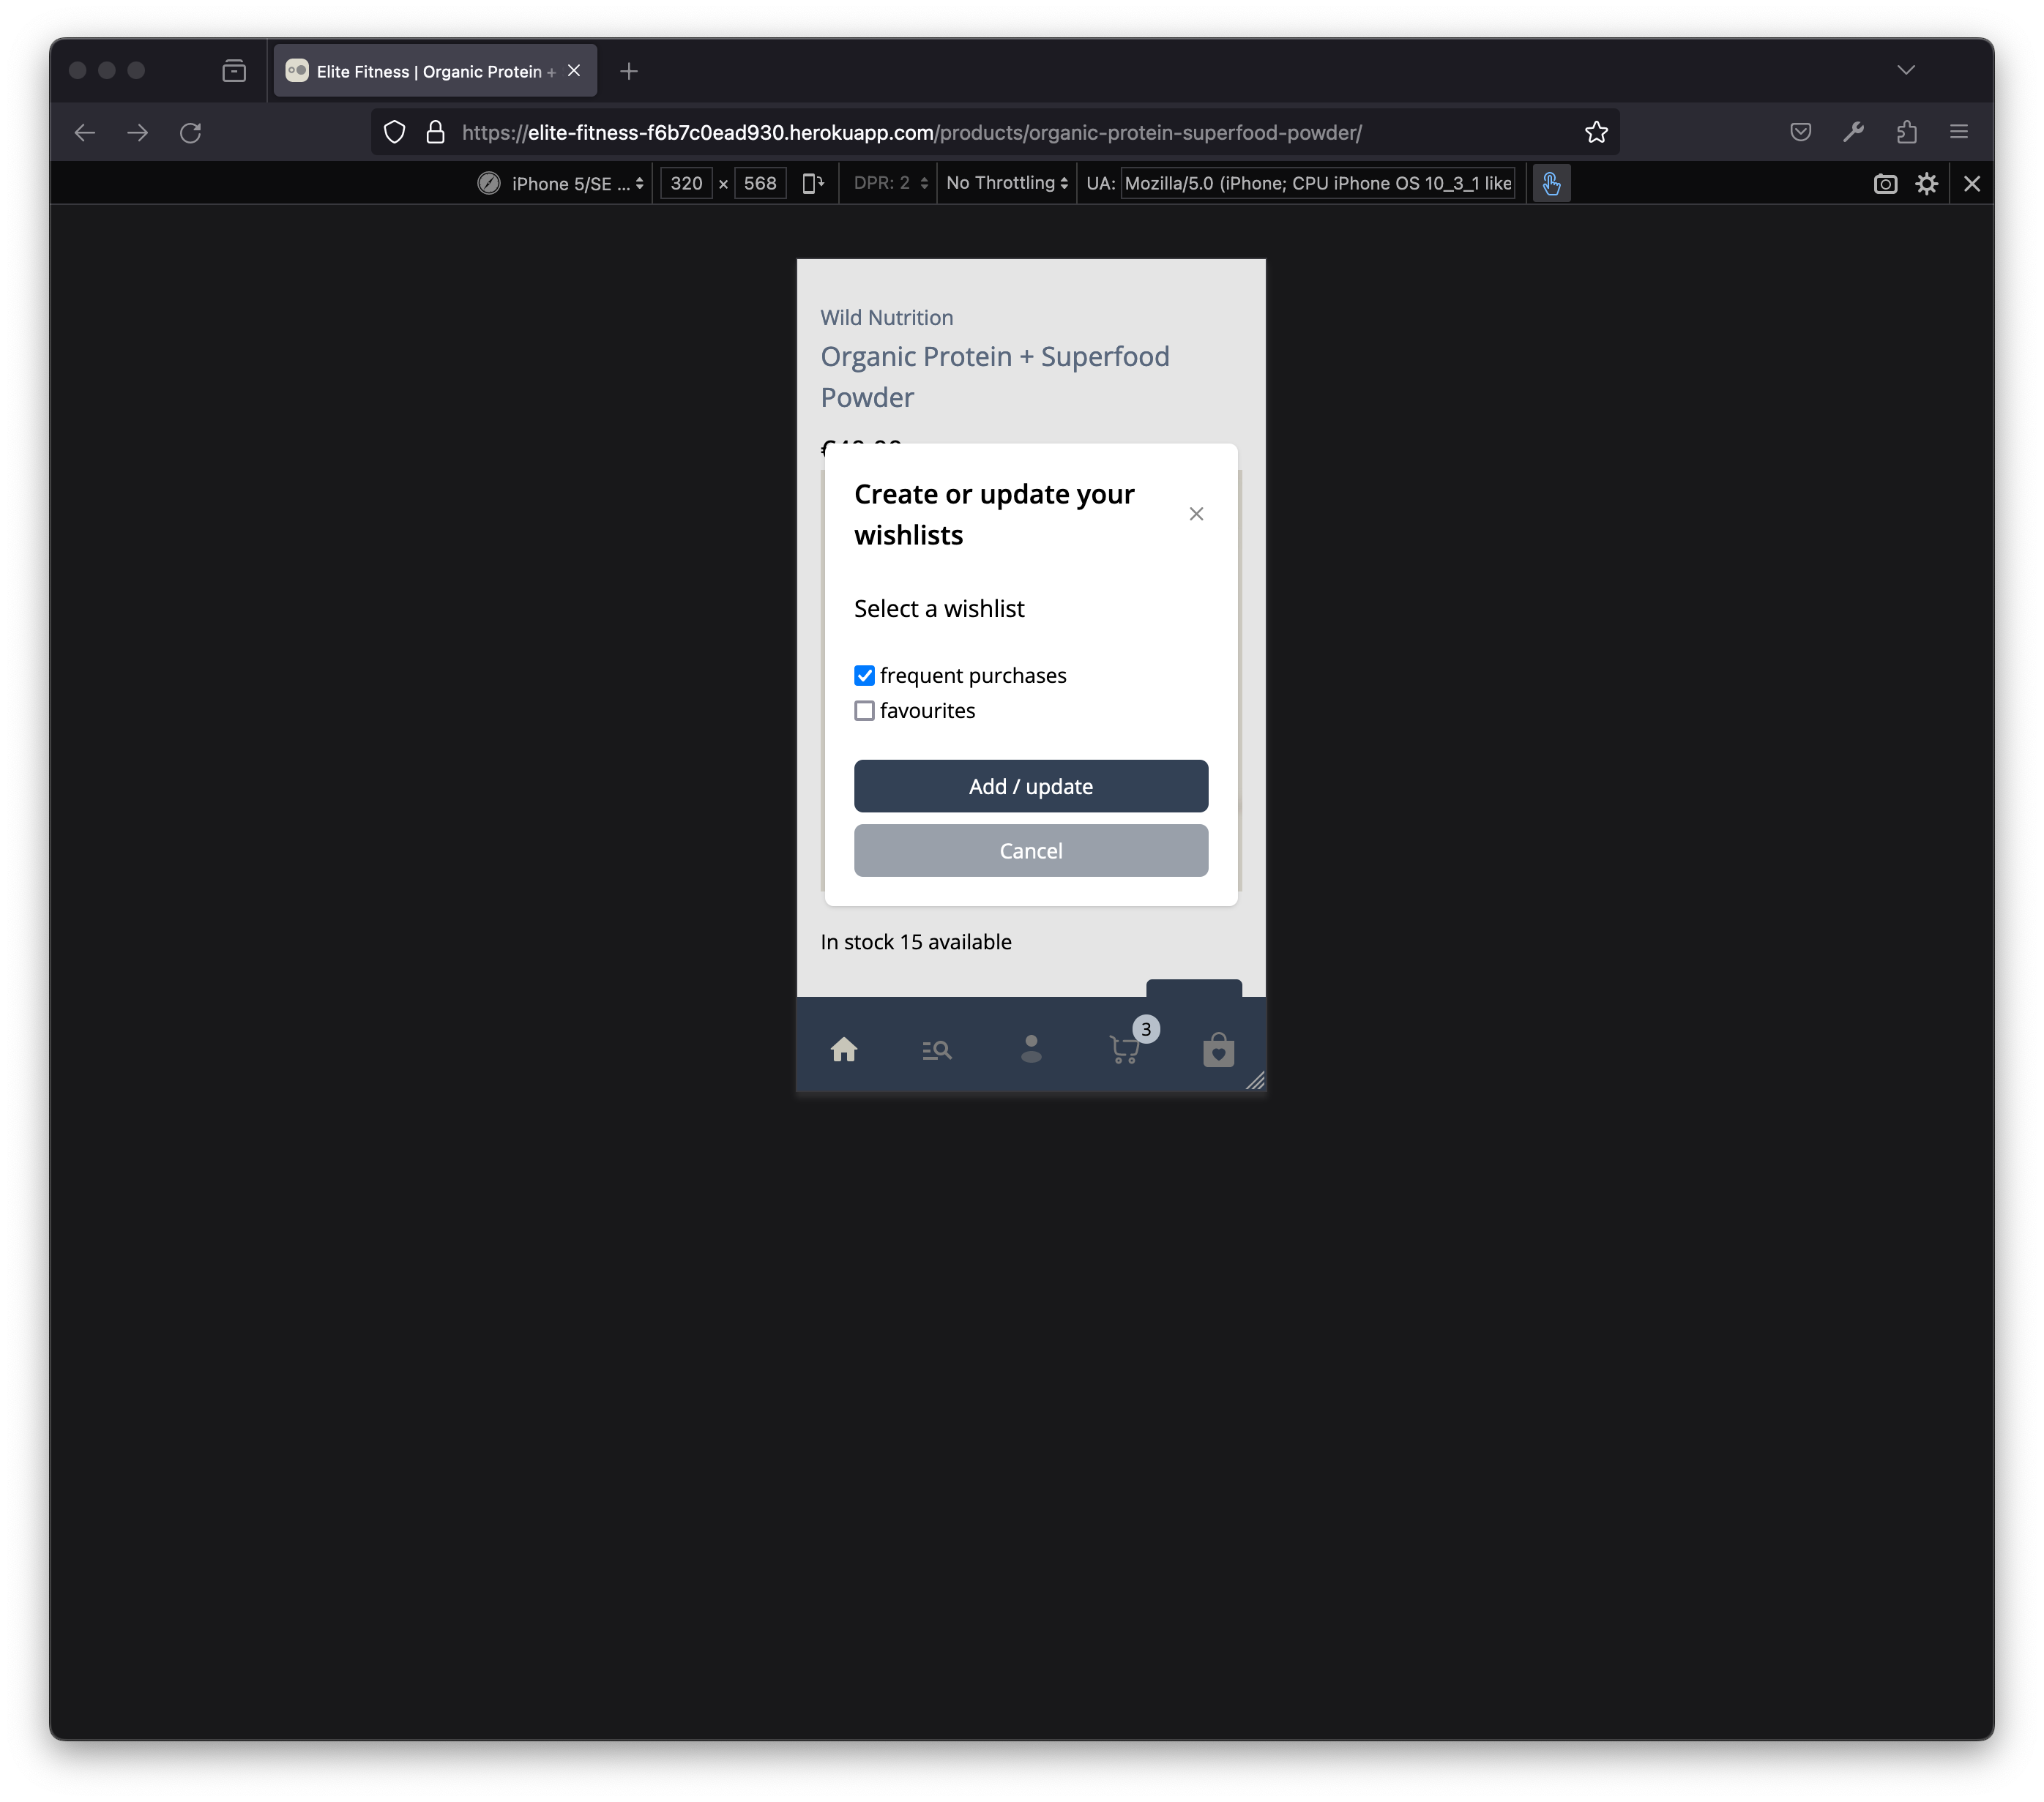 Elite Fitness | Organic Protein +
https://elite-fitness-f6b7c0ead930.herokuapp.com/products/organic-protein-superfood-powder/
iPhone 5/SE ... 320 x 568 DPR: 2 No Throttling UA: Mozilla/5.0 (iPhone; CPU iPhone OS 10_3_1 like
Wild Nutrition
Organic Protein + Superfood
Powder
Create or update your
wishlists
Select a wishlist
frequent purchases
favourites
Add / update
Cancel
In stock 15 available
3